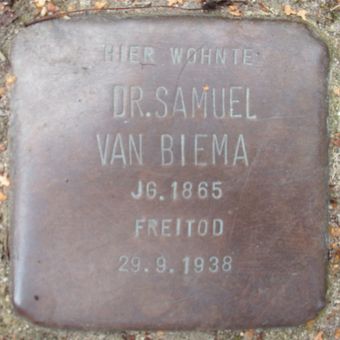 HIER WOHNTE
DR.SAMUEL
VAN BIEMA
JG.1865
FREITOD
29.9.1938